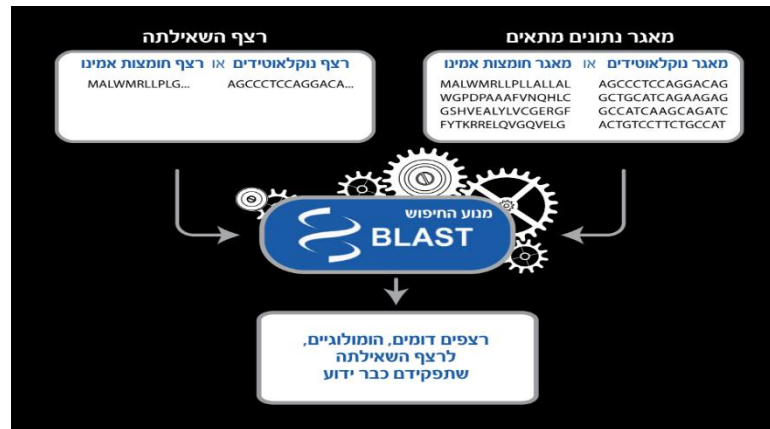 רצף השאילתה
מאגר נתונים מתאים
רצף נוקלאוטידים או רצף חומצות אמינו
MALWMRLLPLG... AGCCCTCCAGGACA...
מאגר נוקלאוטידים או מאגר חומצות אמינו
MALWMRLLPLLALLAL AGCCCTCCAGGACAG
WGPDPAAAFVNQHLC GCTGCATCAGAAGAG
GSHVEALYLVCGERGF GCCATCAAGCAGATC
FYTKRRELQVGQVELG ACTGTCCTTCTGCCAT
מנוע החיפוש
BLAST
רצפים דומים, הומולוגיים,
לרצף השאילתה
שתפקידם כבר ידוע